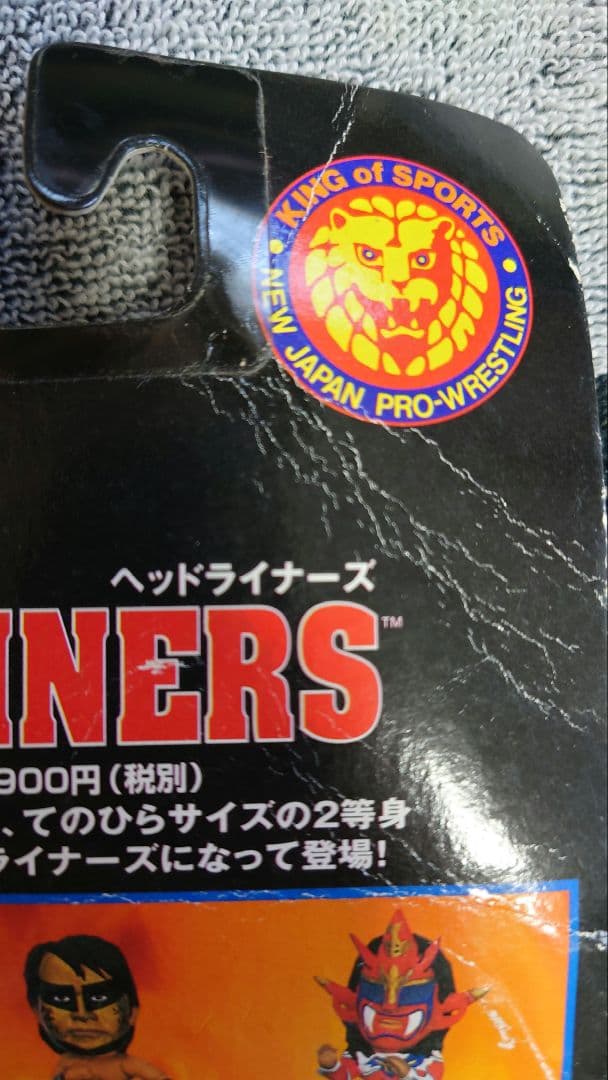 KING of SPORTS
NEW JAPAN PRO-WRESTLING
ヘッドライナーズ
INERS™
900円(税別)
、てのひらサイズの2等身
ライナーズになって登場!